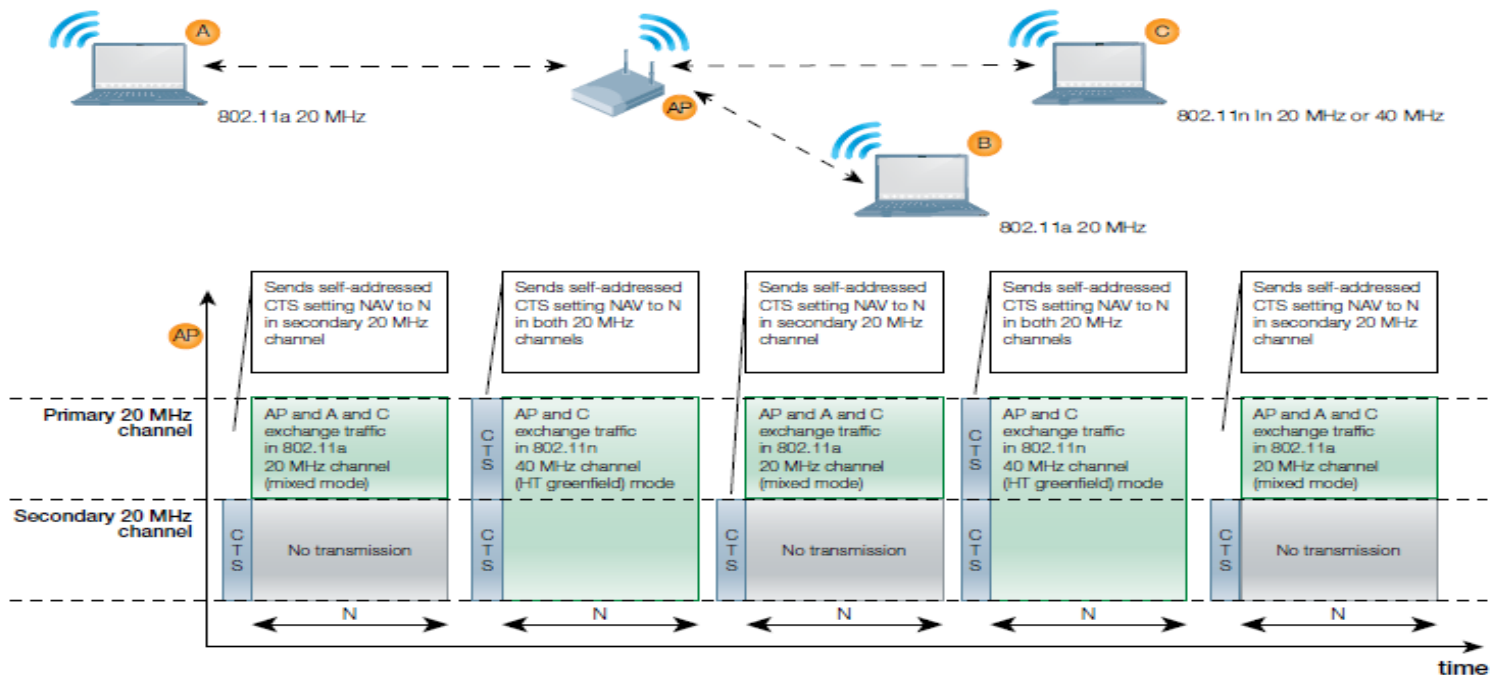 A
C
802.11a 20 MHz
AP
802.11n In 20 MHz or 40 MHz
B
802.11a 20 MHz
Sends self-addressed
CTS setting NAV to N
in secondary 20 MHz
channel
Sends self-addressed
CTS setting NAV to N
in both 20 MHz
channels
Sends self-addressed
CTS setting NAV to N
in secondary 20 MHz
channel
Sends self-addressed
CTS setting NAV to N
in both 20 MHz
channels
Sends self-addressed
CTS setting NAV to N
in secondary 20 MHz
channel
AP
Primary 20 MHz
channel
AP and A and C
exchange traffic
in 802.11a
20 MHz channel
(mixed mode)
CTS
AP and C
exchange traffic
in 802.11n
40 MHz channel
(HT greenfield) mode
AP and A and C
exchange traffic
in 802.11a
20 MHz channel
(mixed mode)
CTS
AP and C
exchange traffic
in 802.11n
40 MHz channel
(HT greenfield) mode
AP and A and C
exchange traffic
in 802.11a
20 MHz channel
(mixed mode)
Secondary 20 MHz
channel
CTS
No transmission
CTS
CTS
No transmission
CTS
CTS
No transmission
N
N
N
N
N
time